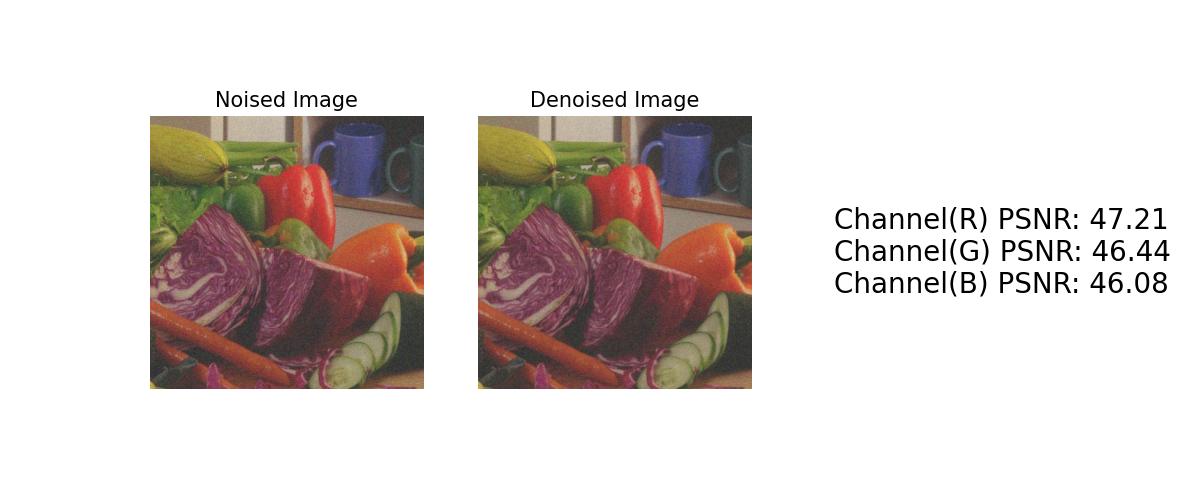 Noised Image
Denoised Image
Channel(R) PSNR: 47.21
Channel(G) PSNR: 46.44
Channel(B) PSNR: 46.08